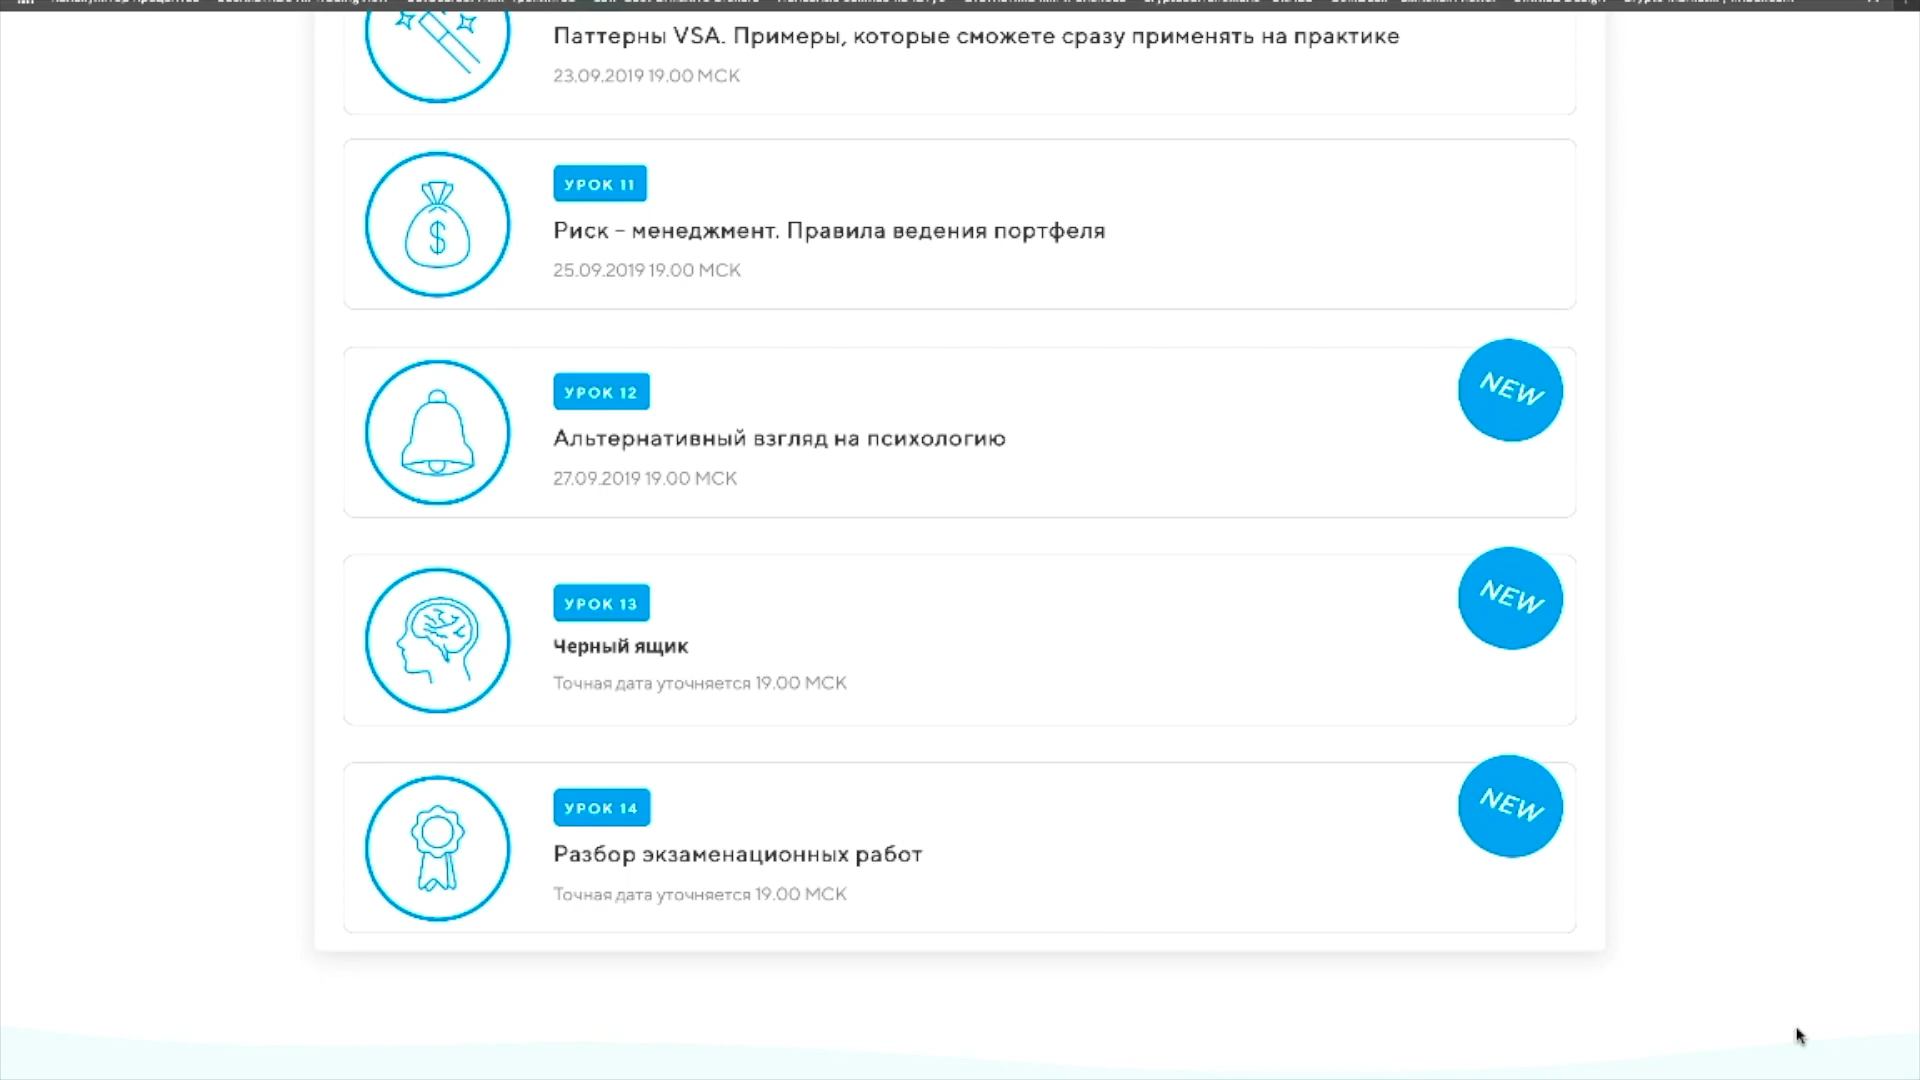 Паттерны VSA. Примеры, которые сможете сразу применять на практике
23.09.2019 19.00 МСК
УРОК 11
Риск – менеджмент. Правила ведения портфеля
25.09.2019 19.00 МСК
УРОК 12
NEW
Альтернативный взгляд на психологию
27.09.2019 19.00 МСК
УРОК 13
NEW
Черный ящик
Точная дата уточняется 19.00 МСК
УРОК 14
NEW
Разбор экзаменационных работ
Точная дата уточняется 19.00 МСК